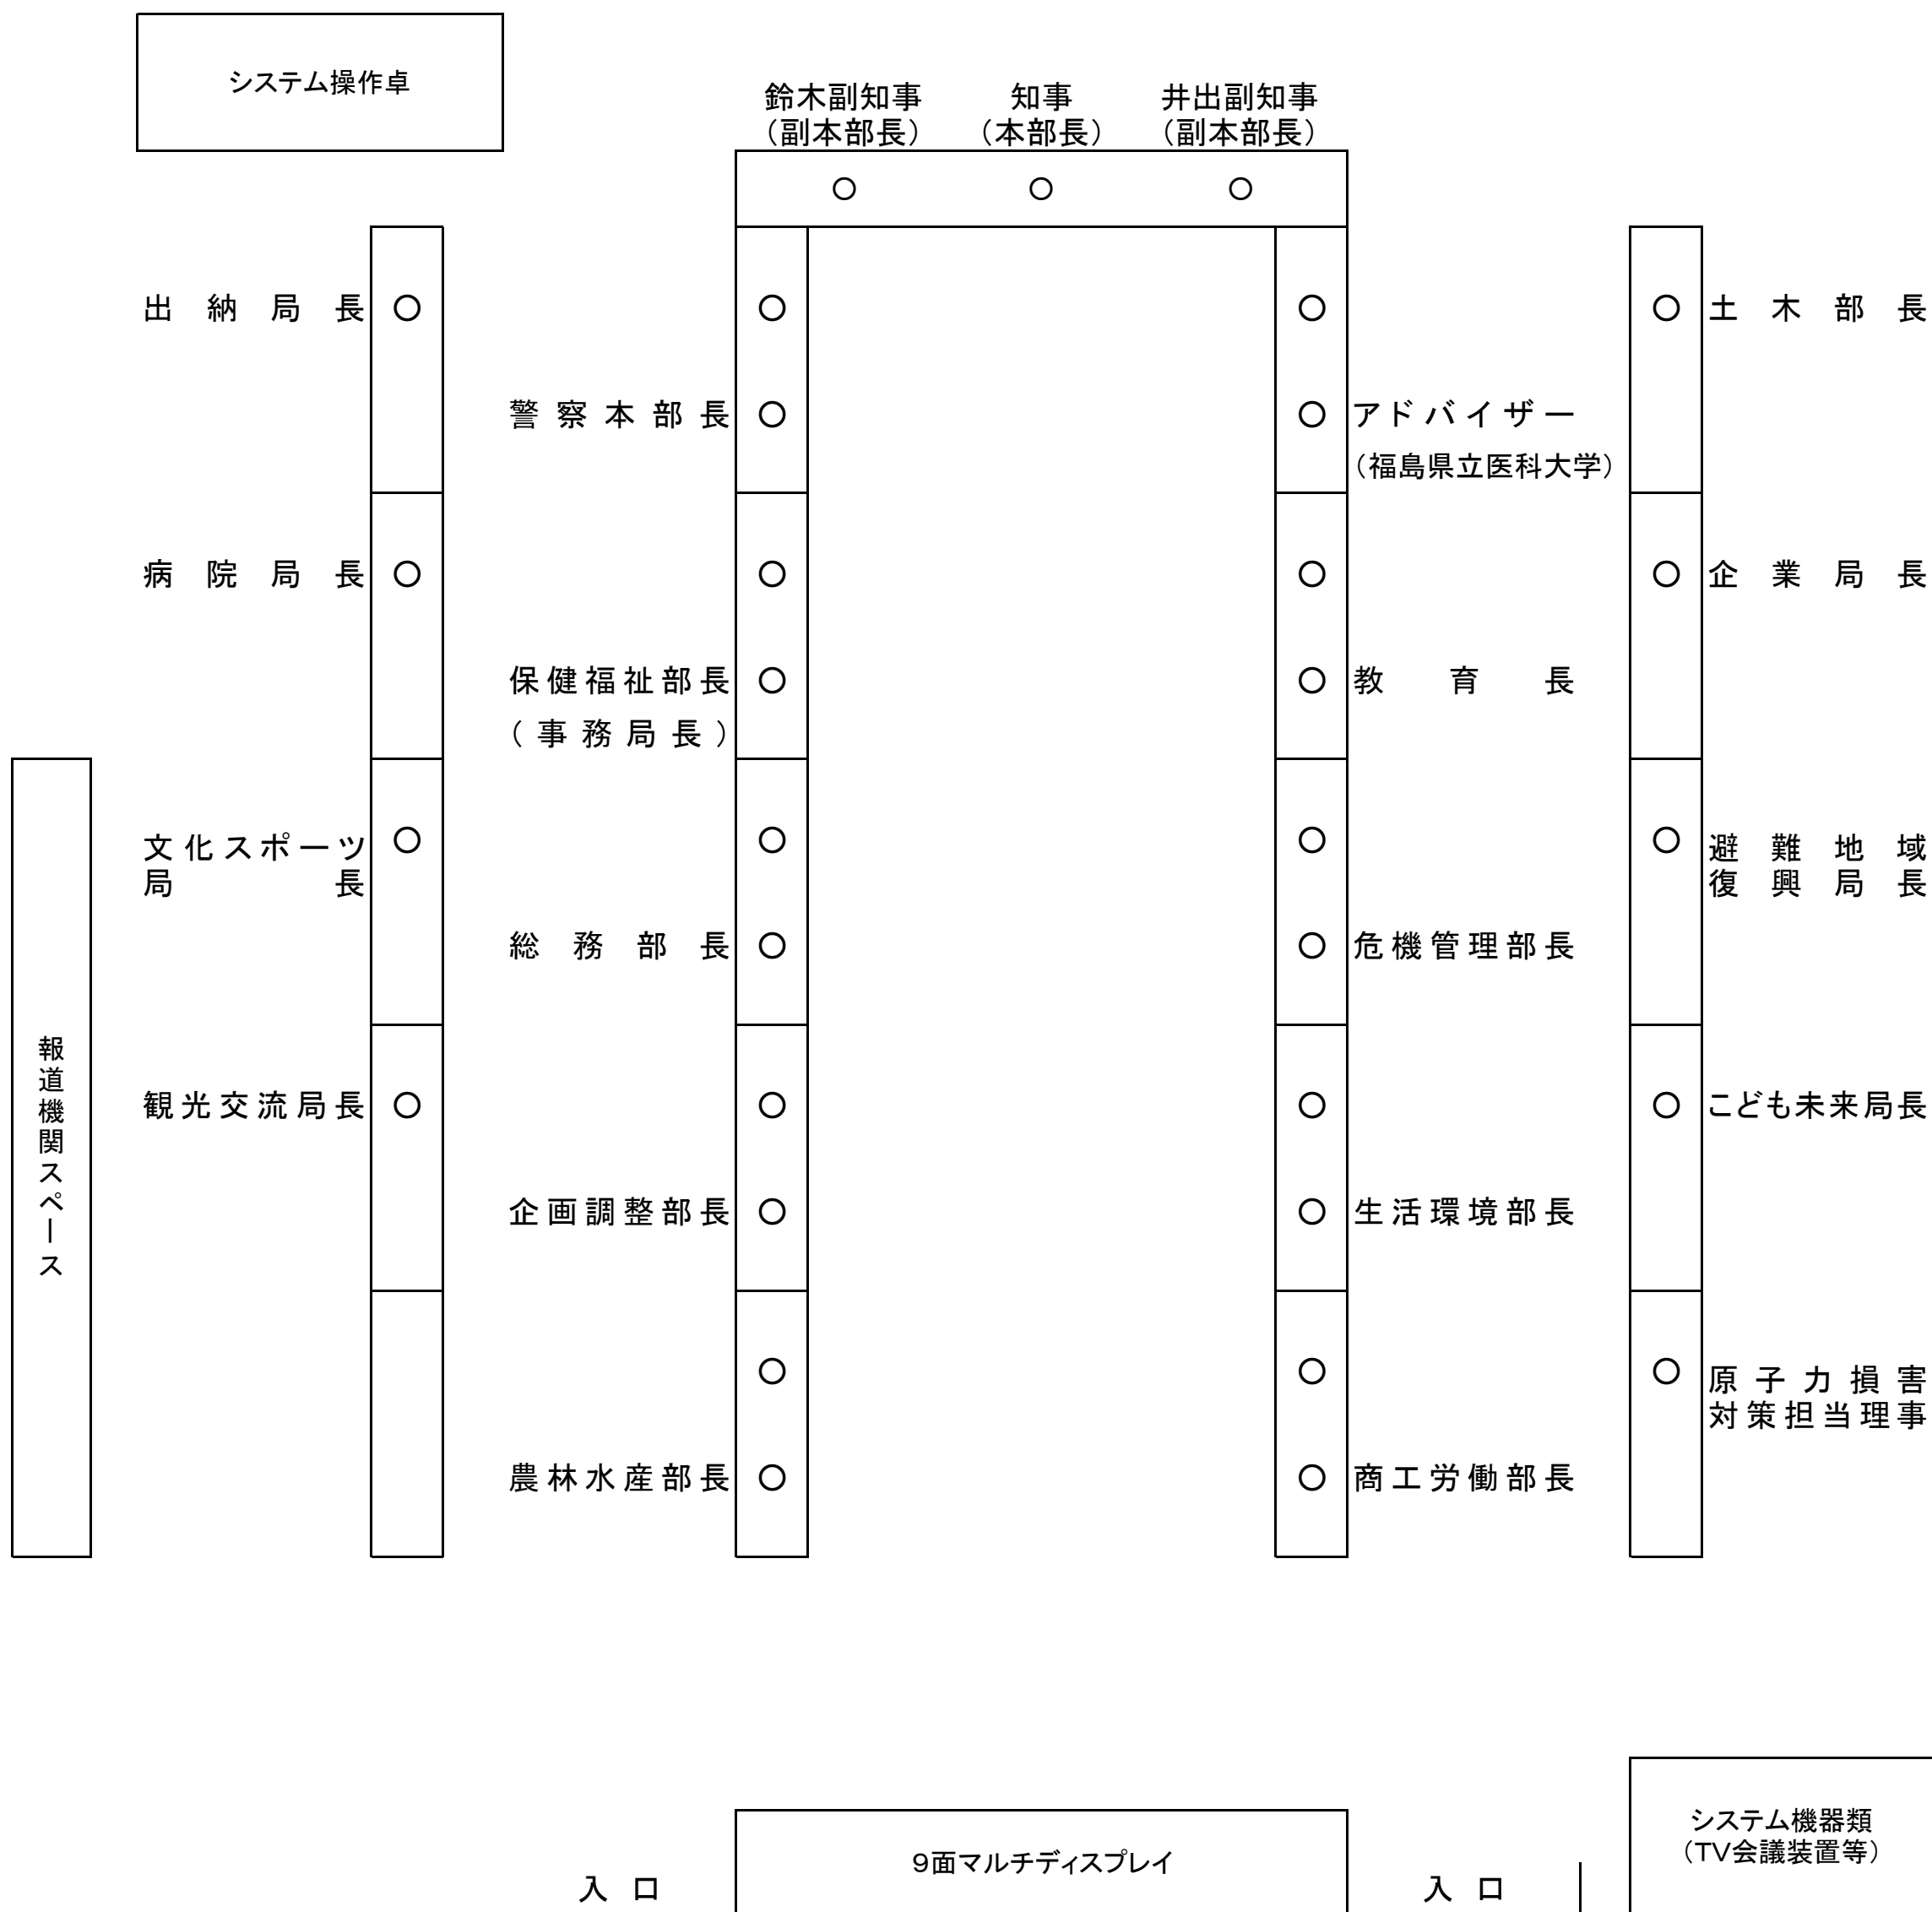 システム操作卓
鈴木副知事 知事 井出副知事
（副本部長） （本部長） （副本部長）
○ ○ ○
出納局長 ○ ○ ○ ○ 土木部長
警察本部長 ○ ○ アドバイザー
（福島県立医科大学）
病院局長 ○ ○ ○ ○ 企業局長
保健福祉部長 ○ ○ 教育長
（事務局長）
文化スポーツ ○ ○ ○ ○ 避難地域
局長 復興局長
総務部長 ○ ○ 危機管理部長
報道機関スペース
観光交流局長 ○ ○ ○ ○ こども未来局長
企画調整部長 ○ ○ 生活環境部長
○ ○ ○ 原子力損害
対策担当理事
農林水産部長 ○ ○ 商工労働部長
システム機器類
（TV会議装置等）
9面マルチディスプレイ
入口 入口